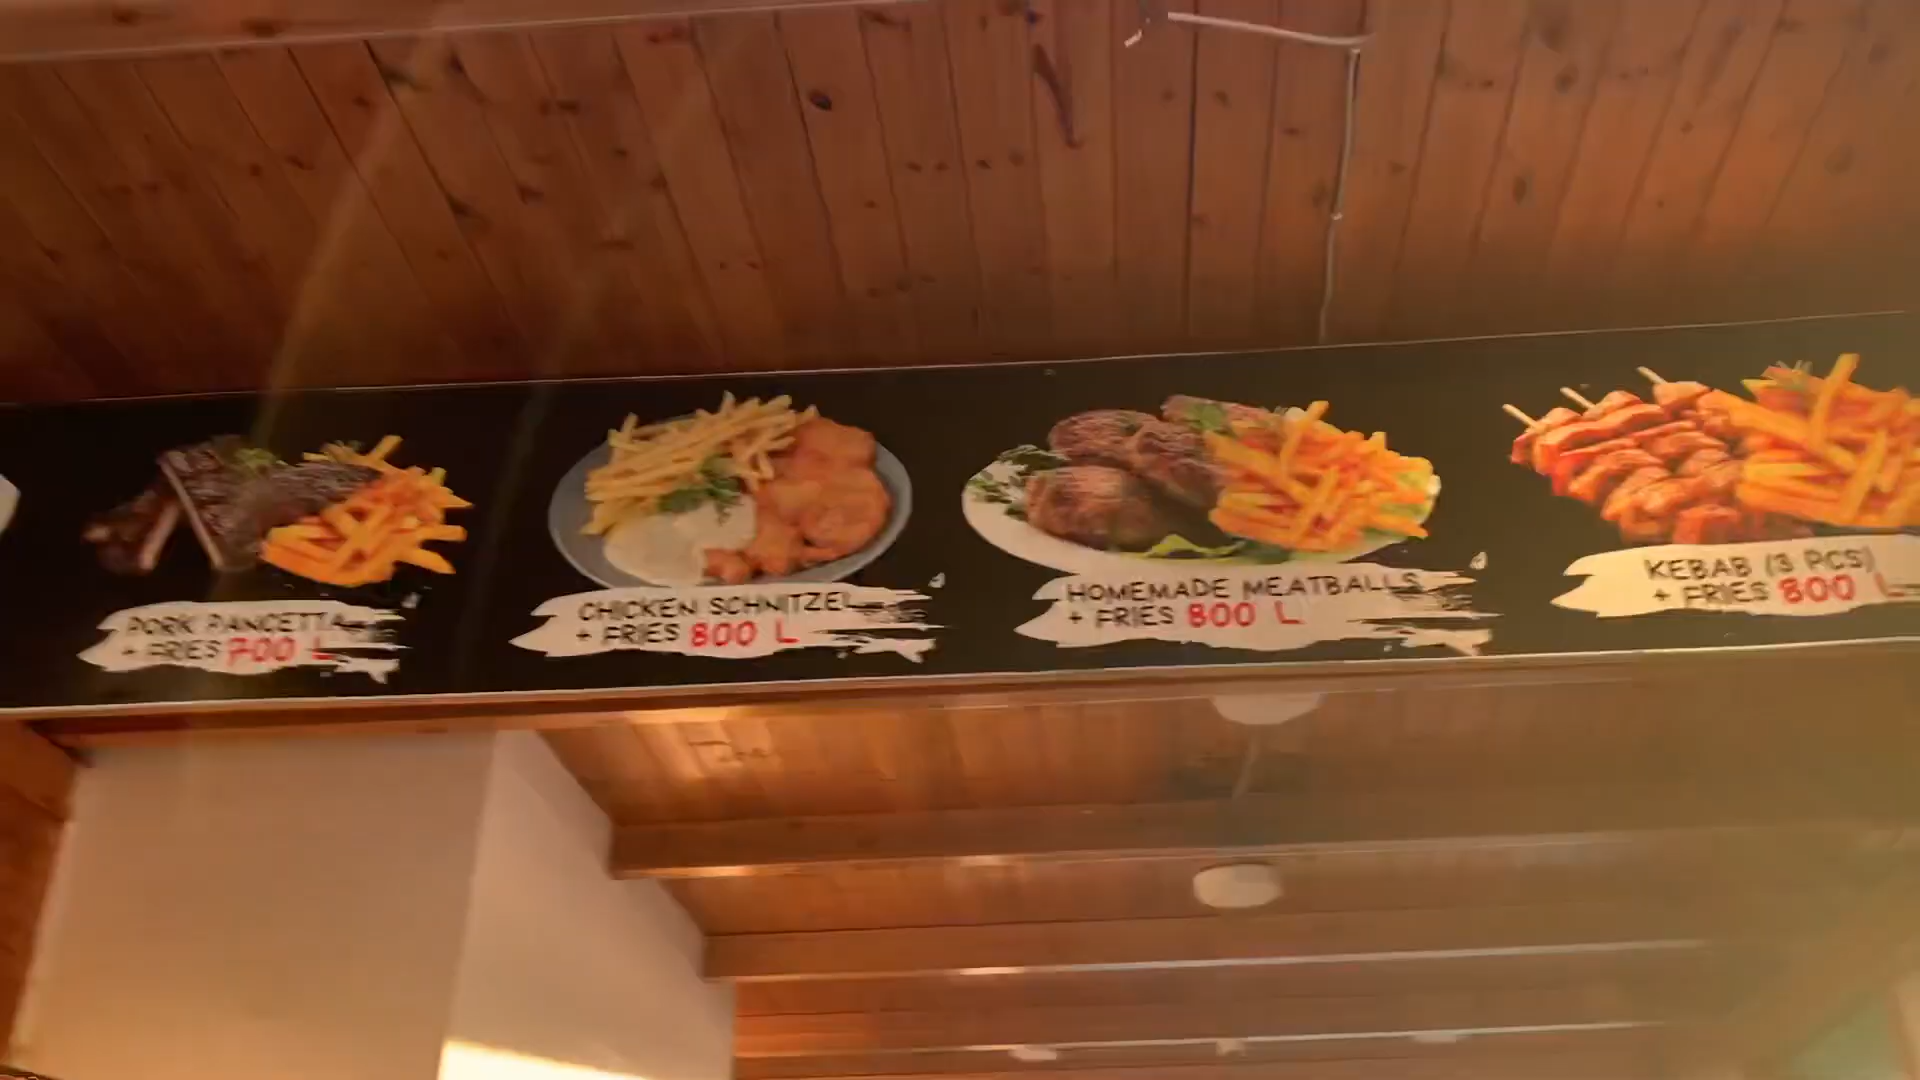 PORK PANCETTA
+ FRIES 700 L
CHICKEN SCHNITZEL
+ FRIES 800 L
HOMEMADE MEATBALLS
+ FRIES 800 L
KEBAB (3 PCS)
+ FRIES 800 L